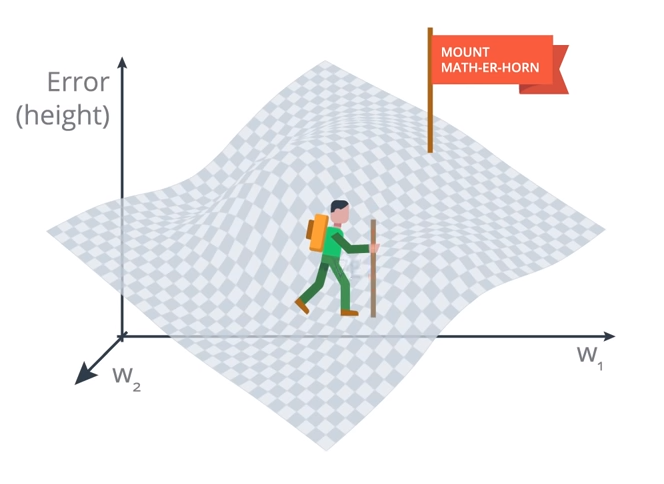 MOUNT
MATH-ER-HORN
Error
(height)
W₁
W₂